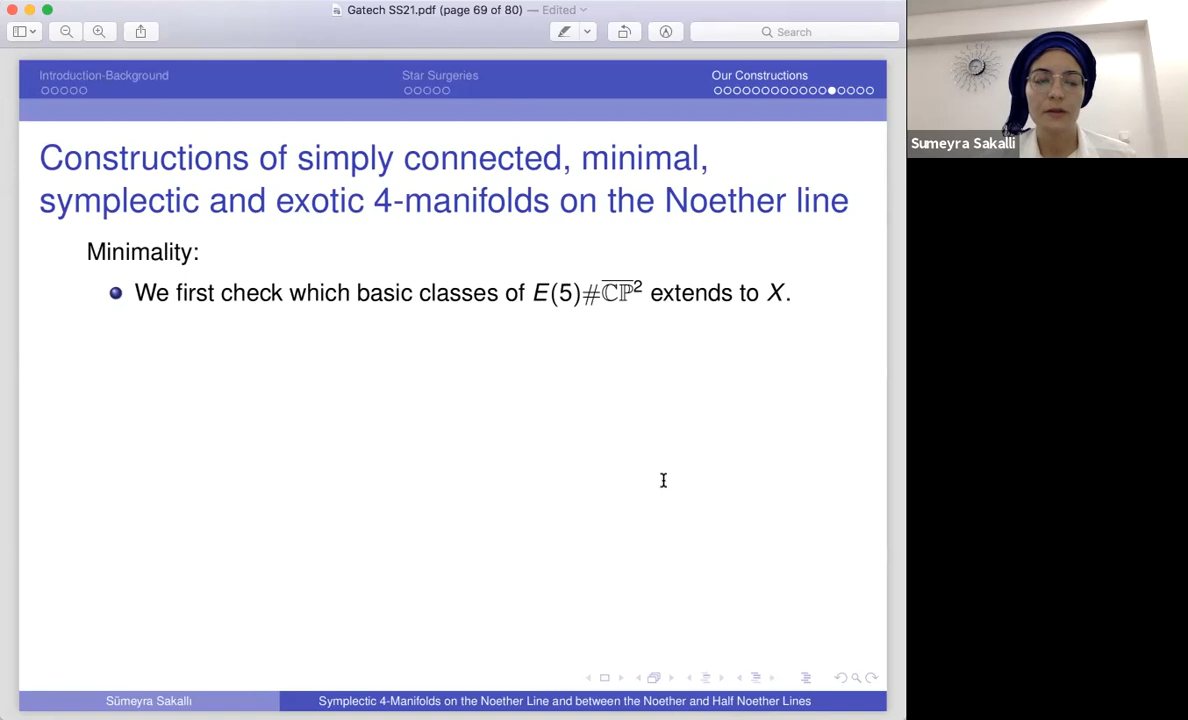 Gatech SS21.pdf (page 69 of 80) — Edited
Search
Introduction-Background
Star Surgeries
Our Constructions
Constructions of simply connected, minimal,
symplectic and exotic 4-manifolds on the Noether line
Minimality:
We first check which basic classes of E(5)#\overline{ℂℙ}² extends to X.
Sümeyra Sakallı
Symplectic 4-Manifolds on the Noether Line and between the Noether and Half Noether Lines
Sumeyra Sakalli